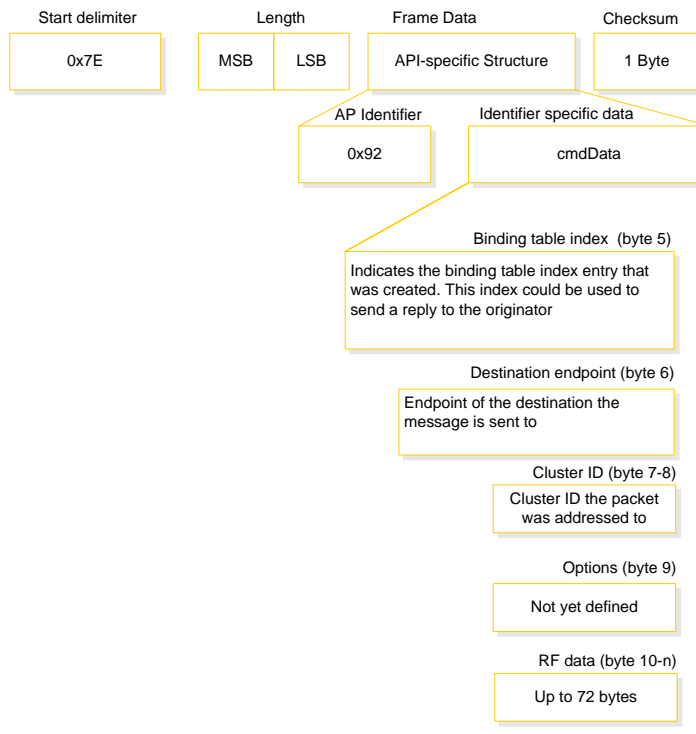 Start delimiter
Length
Frame Data
Checksum
0x7E
MSB
LSB
API-specific Structure
1 Byte
AP Identifier
Identifier specific data
0x92
cmdData
Binding table index (byte 5)
Indicates the binding table index entry that
was created. This index could be used to
send a reply to the originator
Destination endpoint (byte 6)
Endpoint of the destination the
message is sent to
Cluster ID (byte 7-8)
Cluster ID the packet
was addressed to
Options (byte 9)
Not yet defined
RF data (byte 10-n)
Up to 72 bytes